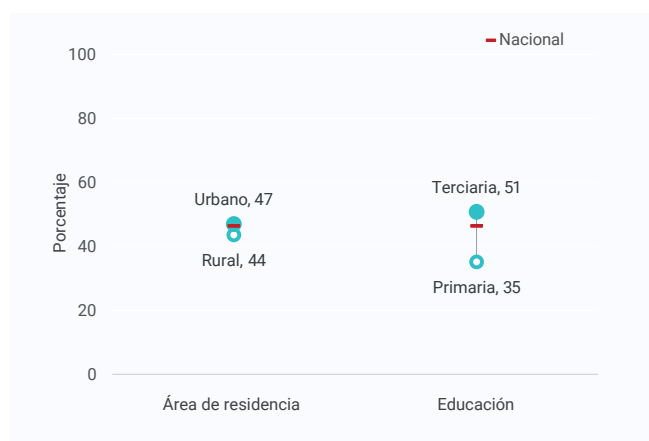 Nacional
Porcentaje
100
80
60
40
20
0
Urbano, 47
Rural, 44
Terciaria, 51
Primaria, 35
Área de residencia
Educación